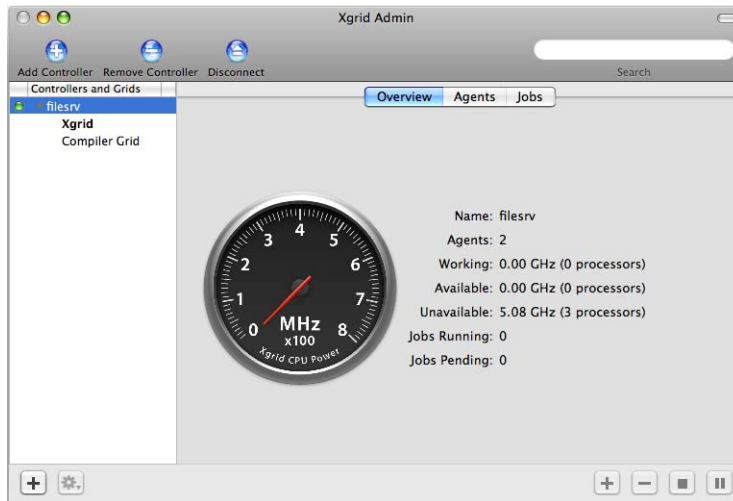 Xgrid Admin
Add Controller Remove Controller Disconnect
Search
Controllers and Grids
filesrv
Xgrid
Compiler Grid
Overview Agents Jobs
0 1 2 3 4 5 6 7 8
MHz
x100
Xgrid CPU Power
Name: filesrv
Agents: 2
Working: 0.00 GHz (0 processors)
Available: 0.00 GHz (0 processors)
Unavailable: 5.08 GHz (3 processors)
Jobs Running: 0
Jobs Pending: 0